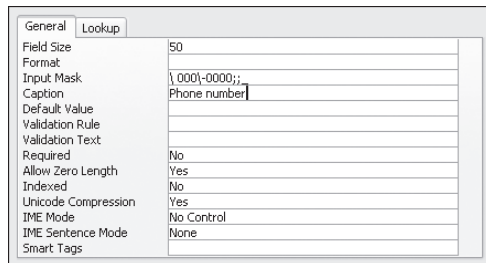 General Lookup
Field Size 50
Format
Input Mask \ 000\-0000;;_
Caption Phone number
Default Value
Validation Rule
Validation Text
Required No
Allow Zero Length Yes
Indexed No
Unicode Compression Yes
IME Mode No Control
IME Sentence Mode None
Smart Tags